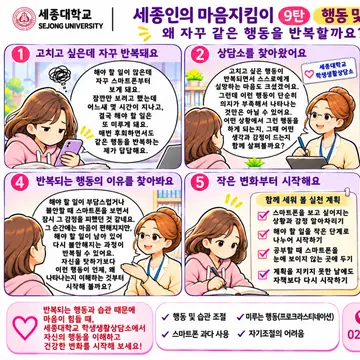 세종대학교
SEJONG UNIVERSITY
세종인의 마음지킴이 9탄 행동 및
왜 자꾸 같은 행동을 반복할까요?
1 고치고 싶은데 자꾸 반복돼요
해야 할 일이 많은데
자꾸 스마트폰부터
보게 돼요.
잠깐만 보려고 했는데
어느새 몇 시간이 지나고,
결국 해야 할 일은
또 미루게 돼요.
매번 후회하면서도
같은 행동을 반복하는
제가 답답해요.
2 상담소를 찾아왔어요
고치고 싶은 행동이
반복되면서 스스로에게
실망하는 마음도 크셨겠어요.
그런데 이런 행동이 단순히
의지가 부족해서 나타나는
것만은 아닐 수 있어요.
어떤 상황에서 그런 행동을
하게 되는지, 그때 어떤
생각과 감정이 드는지
함께 살펴볼까요?
세종대학교
학생생활상담소
4 반복되는 행동의 이유를 찾아봐요
해야 할 일이 부담스럽거나
불안할 때 스마트폰을 보면서
잠시 그 감정을 피했던 것 같네요.
그 순간에는 마음이 편해지지만,
해야 할 일이 남아 있어
다시 불안해지는 과정이
반복될 수 있어요.
자신을 탓하기보다
이런 행동이 언제, 왜
나타나는지 이해하는 것부터
시작해 볼까요?
5 작은 변화부터 시작해요
함께 세워 볼 실천 계획
스마트폰을 보고 싶어지는
상황과 감정 알아차리기
해야 할 일을 작은 단계로
나누어 시작하기
공부할 때 스마트폰을
눈에 보이지 않는 곳에 두기
계획을 지키지 못한 날에도
자책보다 다시 시작하기
반복되는 행동과 습관 때문에
마음이 힘들 때,
세종대학교 학생생활상담소에서
자신의 행동을 이해하고
건강한 변화를 시작해 보세요!
행동 및 습관 조절
미루는 행동(프로크라스티네이션)
스마트폰 과다 사용
자기조절의 어려움
02